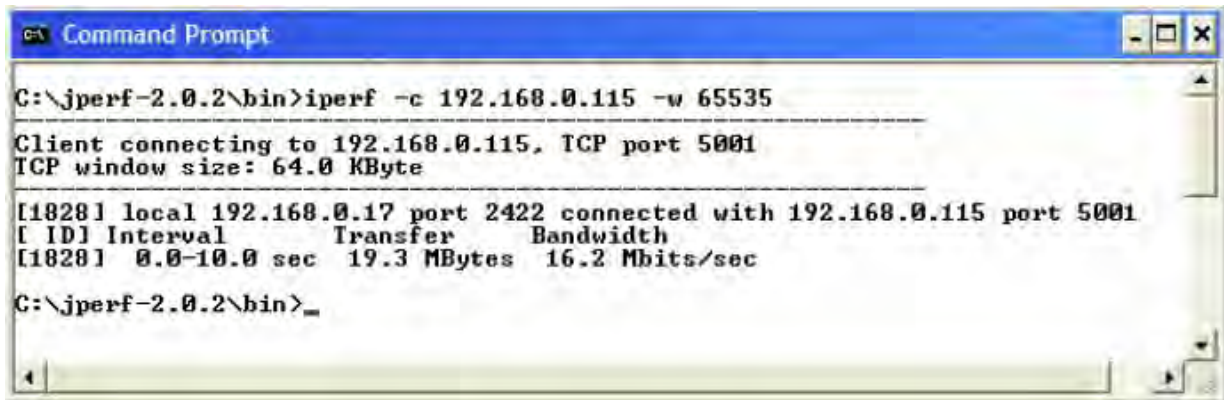 Command Prompt
C:\jperf-2.0.2\bin>iperf -c 192.168.0.115 -w 65535
------------------------------------------------------------
Client connecting to 192.168.0.115, TCP port 5001
TCP window size: 64.0 KByte
------------------------------------------------------------
[1828] local 192.168.0.17 port 2422 connected with 192.168.0.115 port 5001
[ ID] Interval       Transfer     Bandwidth
[1828]  0.0-10.0 sec  19.3 MBytes  16.2 Mbits/sec
C:\jperf-2.0.2\bin>_